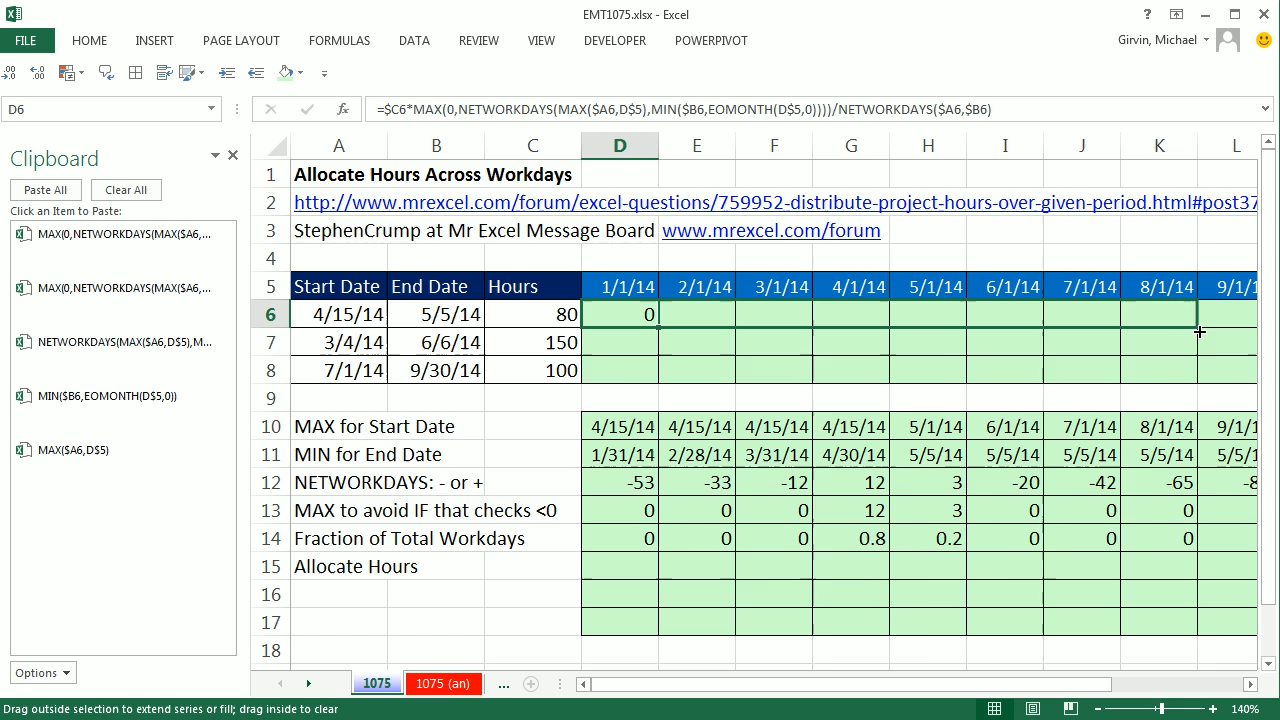 EMT1075.xlsx - Excel
FILE HOME INSERT PAGE LAYOUT FORMULAS DATA REVIEW VIEW DEVELOPER POWERPIVOT Girvin, Michael
D6 =$C6*MAX(0,NETWORKDAYS(MAX($A6,D$5),MIN($B6,EOMONTH(D$5,0))))/NETWORKDAYS($A6,$B6)
Clipboard
Paste All Clear All
Click an Item to Paste:
MAX(0,NETWORKDAYS(MAX($A6,...
MAX(0,NETWORKDAYS(MAX($A6,...
NETWORKDAYS(MAX($A6,D$5),M...
MIN($B6,EOMONTH(D$5,0))
MAX($A6,D$5)
Options
A B C D E F G H I J K L
1 Allocate Hours Across Workdays
2 http://www.mrexcel.com/forum/excel-questions/759952-distribute-project-hours-over-given-period.html#post37
3 StephenCrump at Mr Excel Message Board www.mrexcel.com/forum
4
5 Start Date End Date Hours 1/1/14 2/1/14 3/1/14 4/1/14 5/1/14 6/1/14 7/1/14 8/1/14 9/1/1
6 4/15/14 5/5/14 80 0
7 3/4/14 6/6/14 150
8 7/1/14 9/30/14 100
9
10 MAX for Start Date 4/15/14 4/15/14 4/15/14 4/15/14 5/1/14 6/1/14 7/1/14 8/1/14 9/1/1
11 MIN for End Date 1/31/14 2/28/14 3/31/14 4/30/14 5/5/14 5/5/14 5/5/14 5/5/14 5/5/1
12 NETWORKDAYS: - or + -53 -33 -12 12 3 -20 -42 -65 -8
13 MAX to avoid IF that checks <0 0 0 0 12 3 0 0 0
14 Fraction of Total Workdays 0 0 0 0.8 0.2 0 0 0
15 Allocate Hours
16
17
18
1075 1075 (an) ...
Drag outside selection to extend series or fill; drag inside to clear 140%